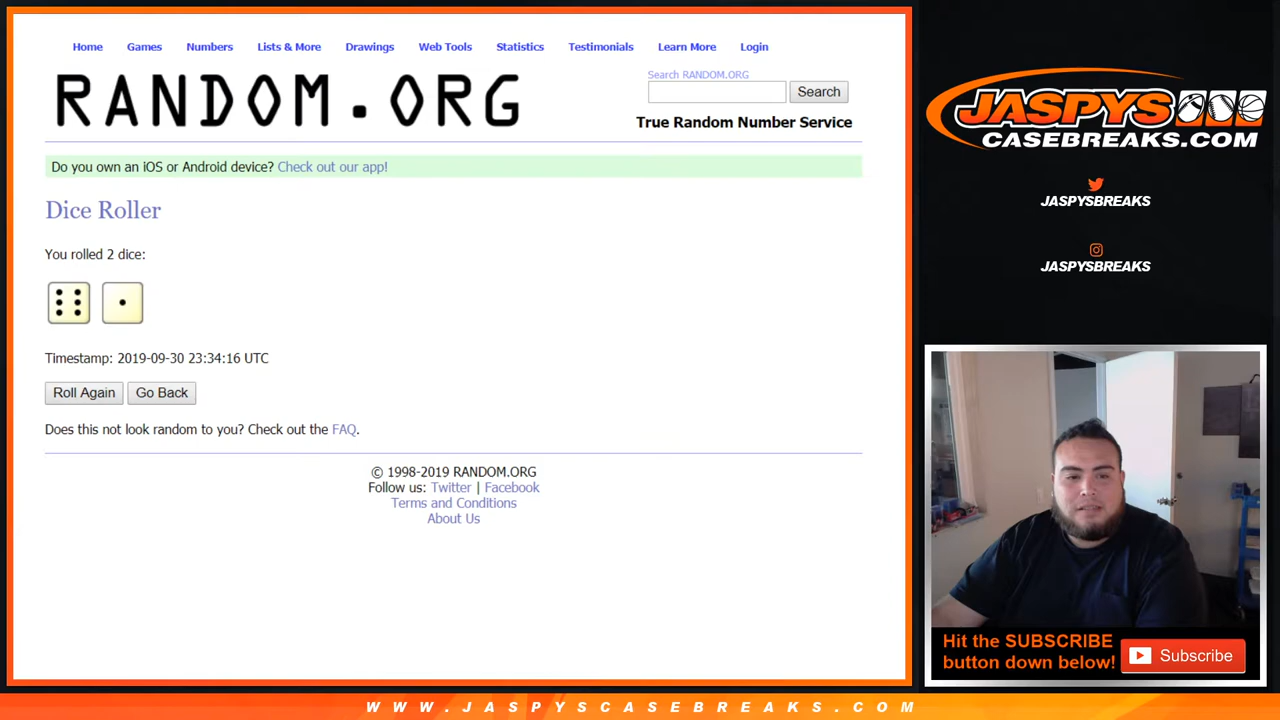 Home Games Numbers Lists & More Drawings Web Tools Statistics Testimonials Learn More Login
RANDOM.ORG
Search RANDOM.ORG
Search
True Random Number Service
Do you own an iOS or Android device? Check out our app!
Dice Roller
You rolled 2 dice:
Timestamp: 2019-09-30 23:34:16 UTC
Roll Again Go Back
Does this not look random to you? Check out the FAQ.
© 1998-2019 RANDOM.ORG
Follow us: Twitter | Facebook
Terms and Conditions
About Us
JASPYS
CASEBREAKS.COM
JASPYSBREAKS
JASPYSBREAKS
Hit the SUBSCRIBE
button down below!
Subscribe
WWW.JASPYSCASEBREAKS.COM